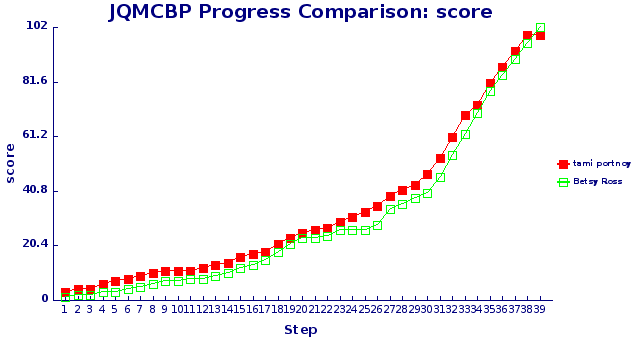 JQMCBP Progress Comparison: score
102
81.6
61.2
40.8
20.4
0
score
1 2 3 4 5 6 7 8 9 10 11 12 13 14 15 16 17 18 19 20 21 22 23 24 25 26 27 28 29 30 31 32 33 34 35 36 37 38 39
Step
tami portnoy
Betsy Ross